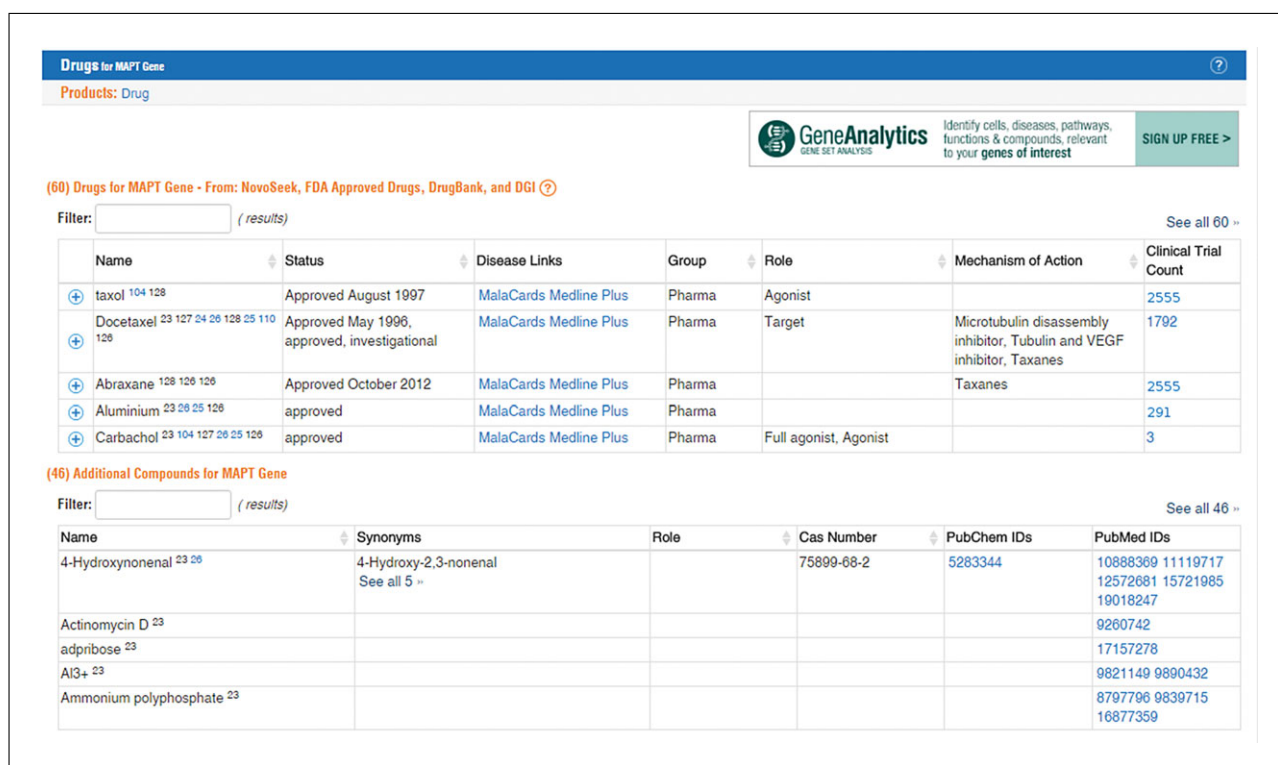 Drugs for MAPT Gene
Products: Drug
GeneAnalytics
GENE SET ANALYSIS
Identify cells, diseases, pathways,
functions & compounds, relevant
to your genes of interest
SIGN UP FREE >
(60) Drugs for MAPT Gene - From: NovoSeek, FDA Approved Drugs, DrugBank, and DGI ?
Filter: ( results)
See all 60 »
Name Status Disease Links Group Role Mechanism of Action Clinical Trial Count
taxol 104 128 Approved August 1997 MalaCards Medline Plus Pharma Agonist 2555
Docetaxel 23 127 24 26 128 25 110 126 Approved May 1996, approved, investigational MalaCards Medline Plus Pharma Target Microtubulin disassembly inhibitor, Tubulin and VEGF inhibitor, Taxanes 1792
Abraxane 128 126 126 Approved October 2012 MalaCards Medline Plus Pharma Taxanes 2555
Aluminium 23 26 25 126 approved MalaCards Medline Plus Pharma 291
Carbachol 23 104 127 26 25 126 approved MalaCards Medline Plus Pharma Full agonist, Agonist 3
(46) Additional Compounds for MAPT Gene
Filter: ( results)
See all 46 »
Name Synonyms Role Cas Number PubChem IDs PubMed IDs
4-Hydroxynonenal 23 26 4-Hydroxy-2,3-nonenal 75899-68-2 5283344 10888369 11119717
See all 5 » 12572681 15721985
19018247
Actinomycin D 23 9260742
adpribose 23 17157278
Al3+ 23 9821149 9890432
Ammonium polyphosphate 23 8797796 9839715
16877359